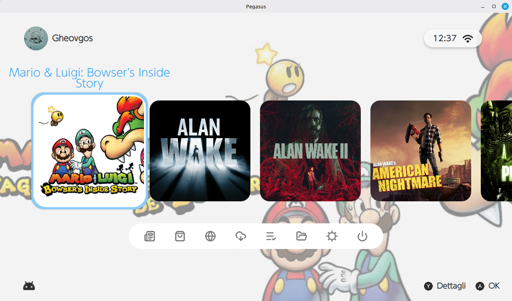 Pegasus
Gheovgos
12:37
Mario & Luigi: Bowser's Inside
Story
MARIO & LUIGI
BOWSER'S INSIDE STORY
ALAN
WAKE
ALAN WAKE II
ALAN WAKE'S
AMERICAN
NIGHTMARE
Y Dettagli
A OK